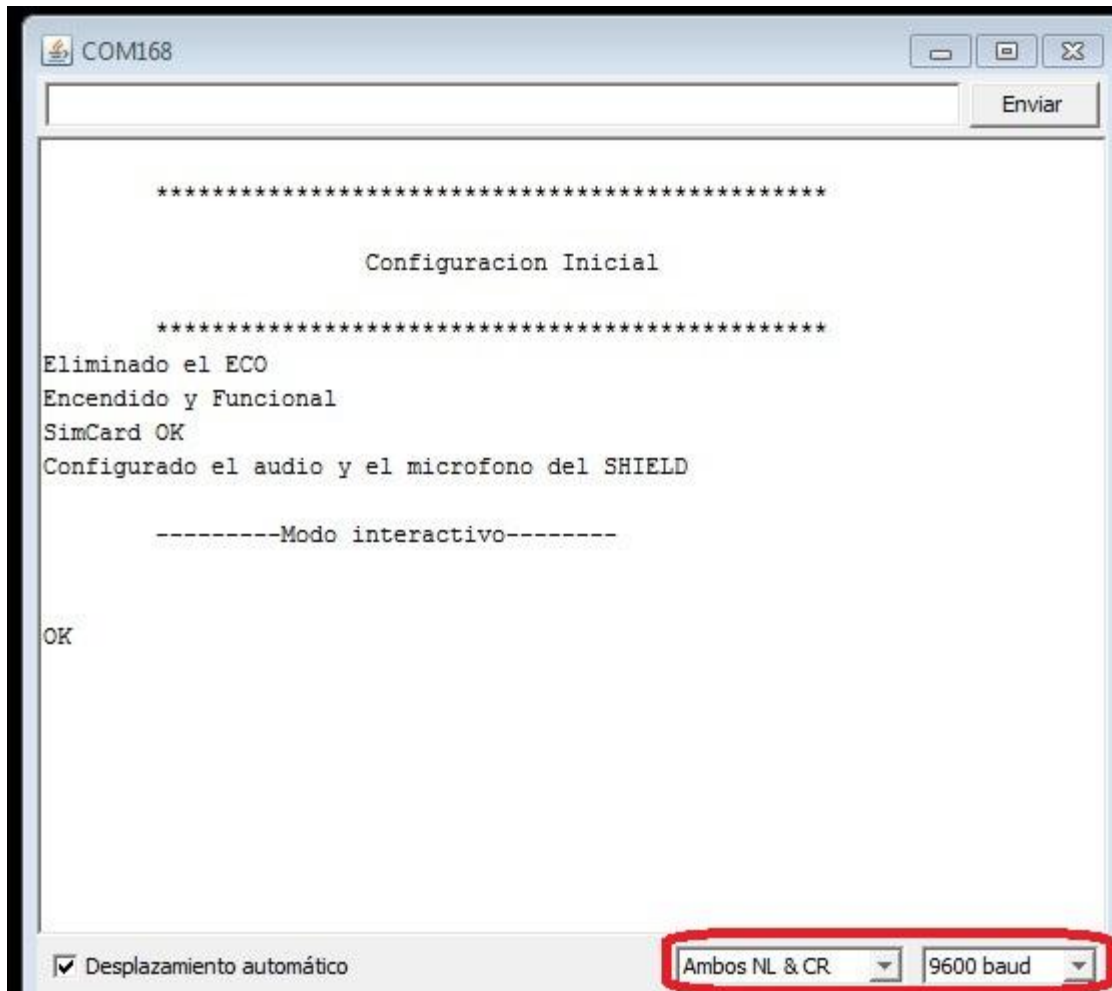 COM168
Enviar
************************************************
Configuracion Inicial
************************************************
Eliminado el ECO
Encendido y Funcional
SimCard OK
Configurado el audio y el microfono del SHIELD
---------Modo interactivo--------
OK
Desplazamiento automático
Ambos NL & CR
9600 baud